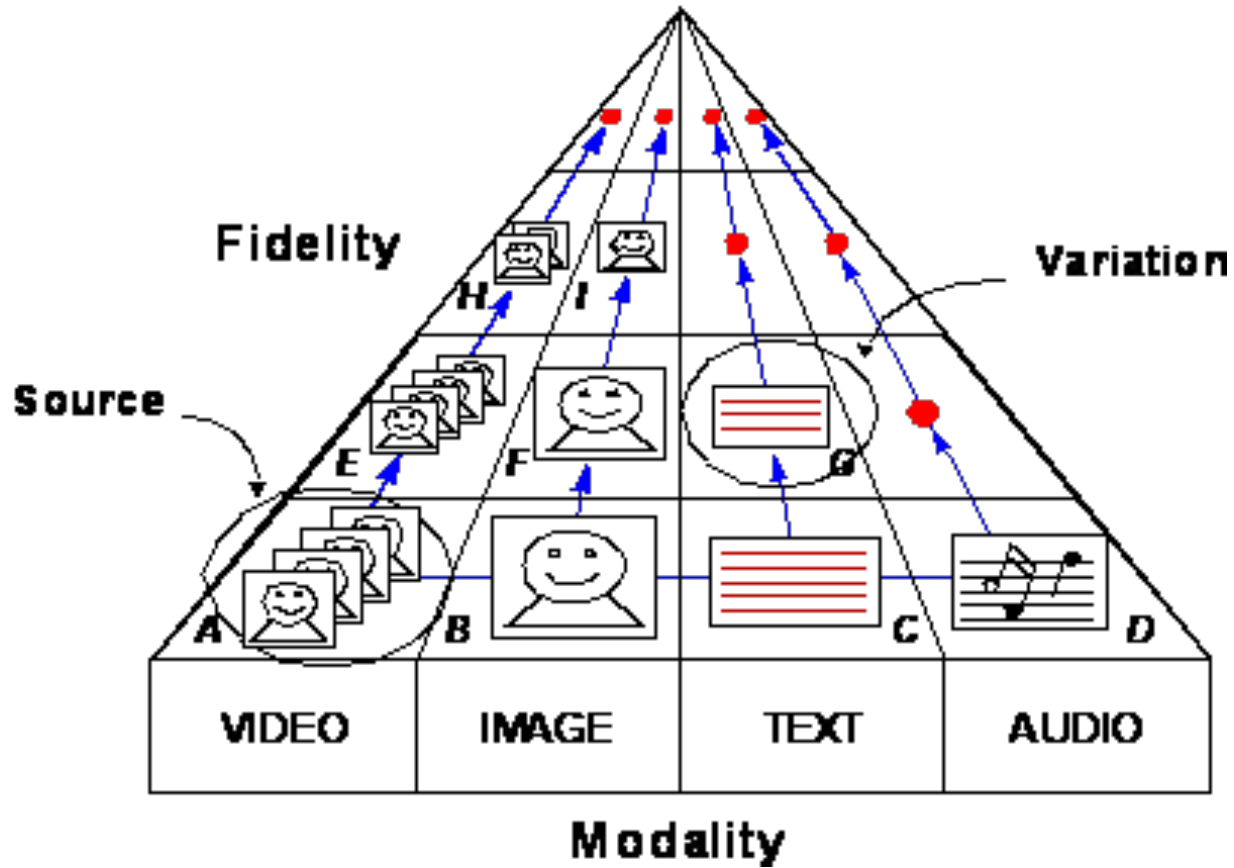 Fidelity
Variation
H
I
Source
E
F
G
A
B
C
D
VIDEO
IMAGE
TEXT
AUDIO
Modality